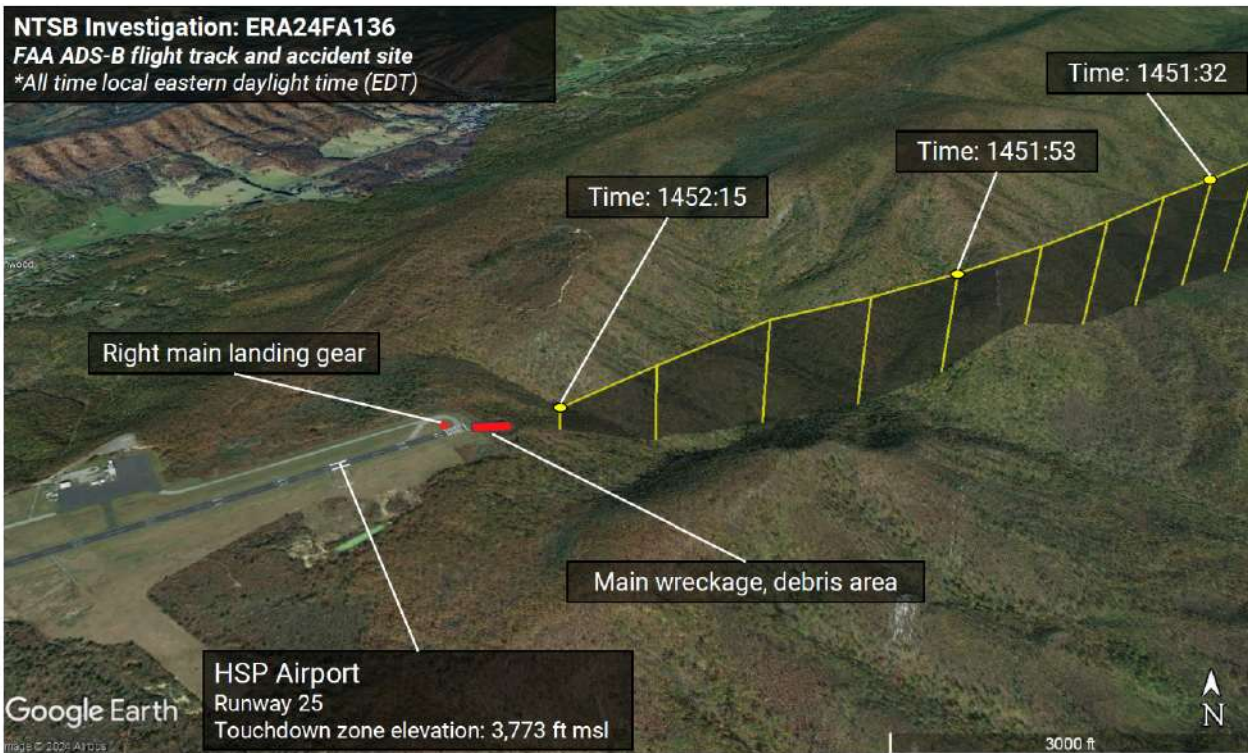 NTSB Investigation: ERA24FA136
FAA ADS-B flight track and accident site
*All time local eastern daylight time (EDT)
Time: 1451:32
Time: 1451:53
Time: 1452:15
Right main landing gear
Main wreckage, debris area
HSP Airport
Runway 25
Touchdown zone elevation: 3,773 ft msl
Google Earth
© 2024 Airbus
3000 ft
N